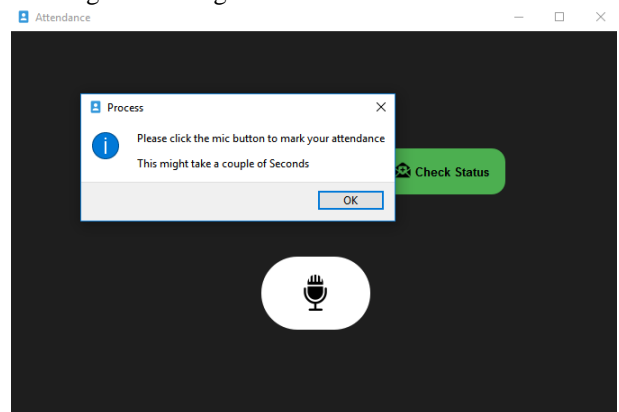 Attendance
Process
Please click the mic button to mark your attendance
This might take a couple of Seconds
OK
Check Status